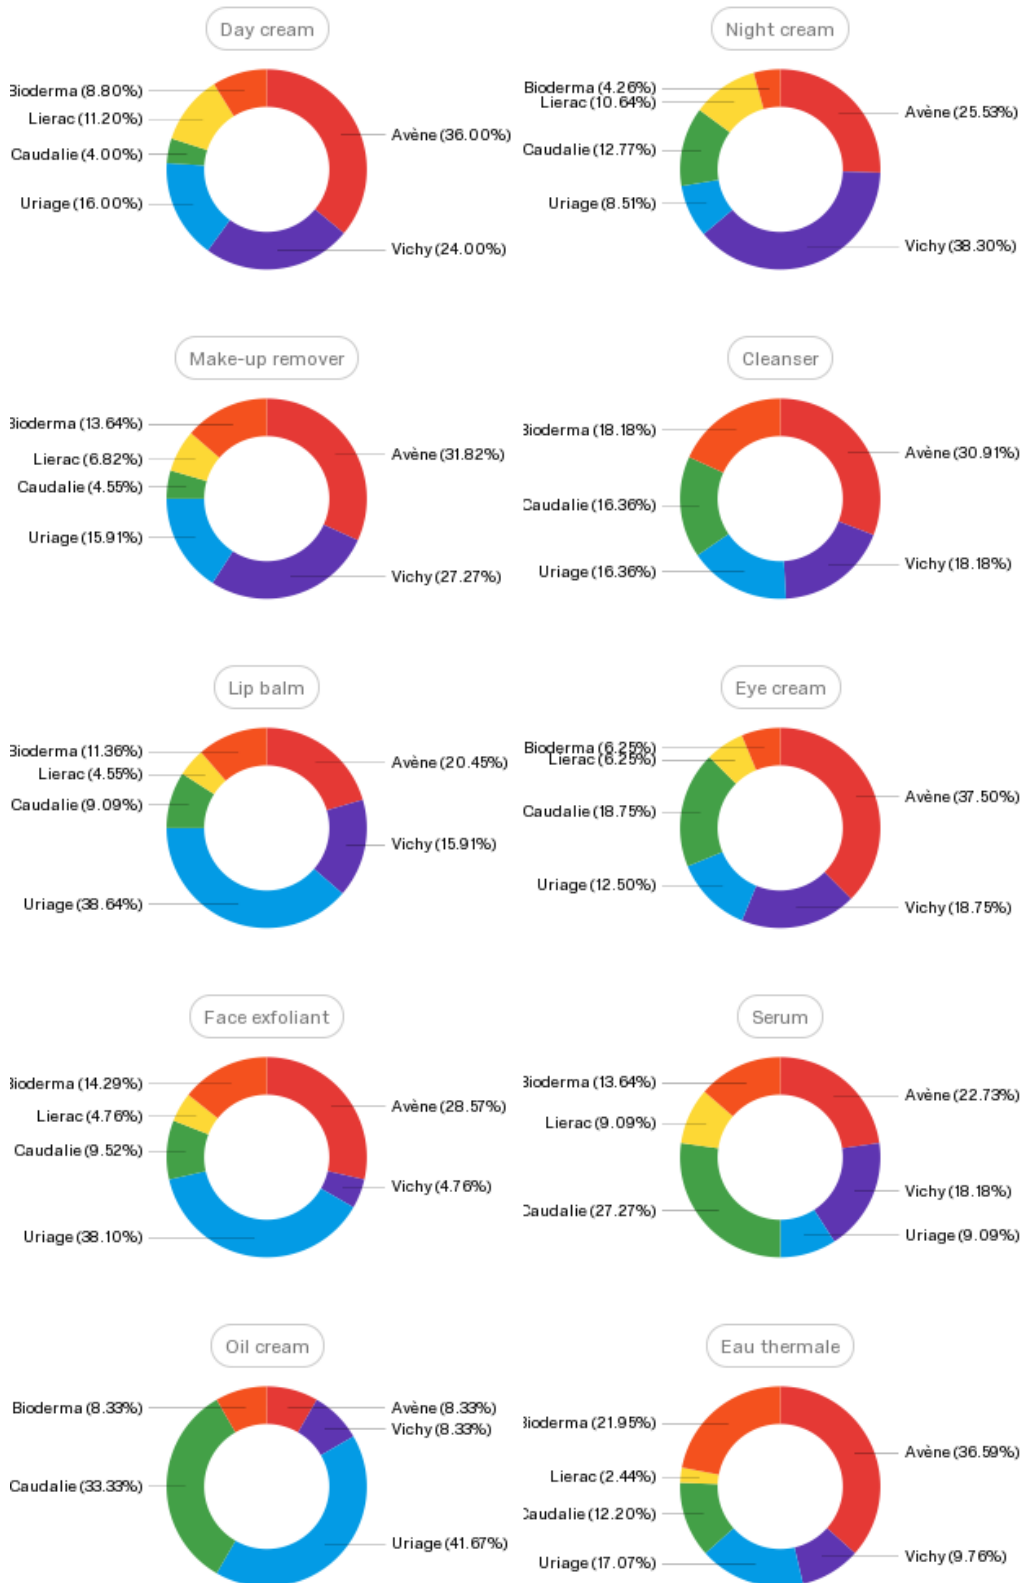 Day cream
Bioderma (8.80%)
Lierac (11.20%)
Caudalie (4.00%)
Uriage (16.00%)
Avène (36.00%)
Vichy (24.00%)
Night cream
Bioderma (4.26%)
Lierac (10.64%)
Caudalie (12.77%)
Uriage (8.51%)
Avène (25.53%)
Vichy (38.30%)
Make-up remover
Bioderma (13.64%)
Lierac (6.82%)
Caudalie (4.55%)
Uriage (15.91%)
Avène (31.82%)
Vichy (27.27%)
Cleanser
Bioderma (18.18%)
Caudalie (16.36%)
Uriage (16.36%)
Avène (30.91%)
Vichy (18.18%)
Lip balm
Bioderma (11.36%)
Lierac (4.55%)
Caudalie (9.09%)
Uriage (38.64%)
Avène (20.45%)
Vichy (15.91%)
Eye cream
Bioderma (6.25%)
Lierac (6.25%)
Caudalie (18.75%)
Uriage (12.50%)
Avène (37.50%)
Vichy (18.75%)
Face exfoliant
Bioderma (14.29%)
Lierac (4.76%)
Caudalie (9.52%)
Uriage (38.10%)
Avène (28.57%)
Vichy (4.76%)
Serum
Bioderma (13.64%)
Lierac (9.09%)
Caudalie (27.27%)
Avène (22.73%)
Vichy (18.18%)
Uriage (9.09%)
Oil cream
Bioderma (8.33%)
Caudalie (33.33%)
Avène (8.33%)
Vichy (8.33%)
Uriage (41.67%)
Eau thermale
Bioderma (21.95%)
Lierac (2.44%)
Caudalie (12.20%)
Uriage (17.07%)
Avène (36.59%)
Vichy (9.76%)